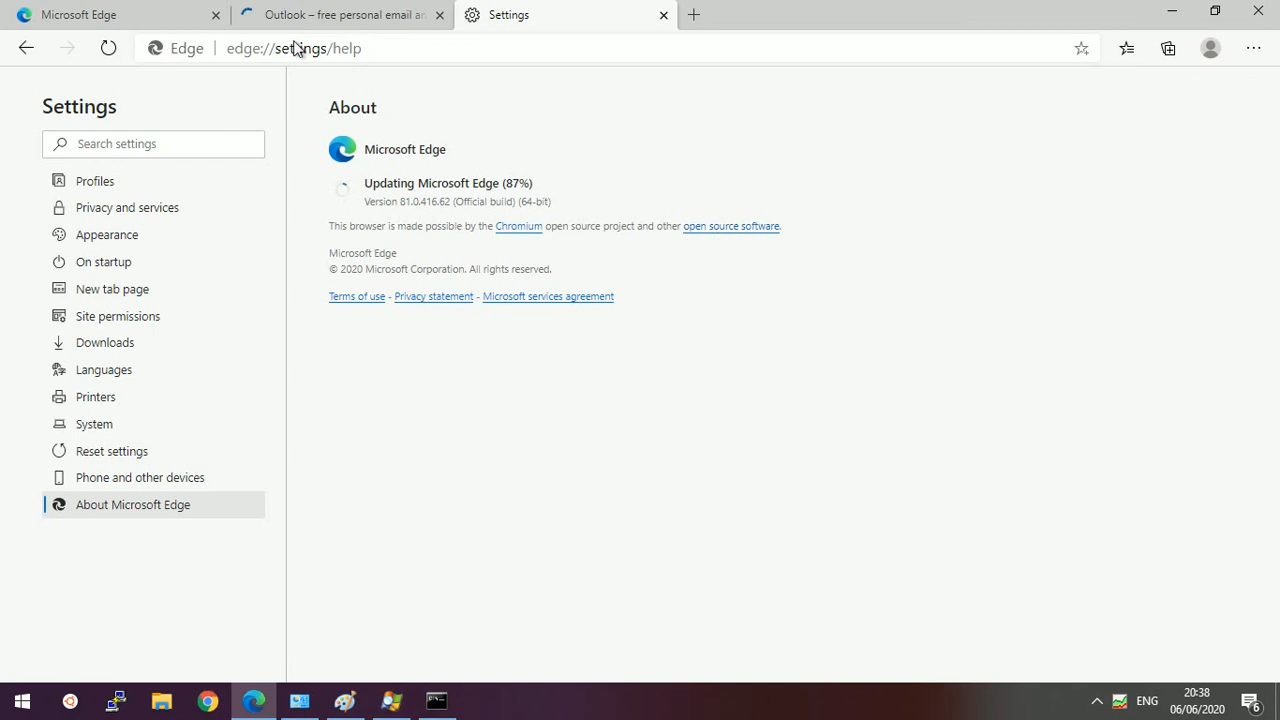 Microsoft Edge
Outlook – free personal email an
Settings
Edge
edge://settings/help
Settings
Search settings
Profiles
Privacy and services
Appearance
On startup
New tab page
Site permissions
Downloads
Languages
Printers
System
Reset settings
Phone and other devices
About Microsoft Edge
About
Microsoft Edge
Updating Microsoft Edge (87%)
Version 81.0.416.62 (Official build) (64-bit)
This browser is made possible by the Chromium open source project and other open source software.
Microsoft Edge
© 2020 Microsoft Corporation. All rights reserved.
Terms of use - Privacy statement - Microsoft services agreement
ENG
20:38
06/06/2020
6